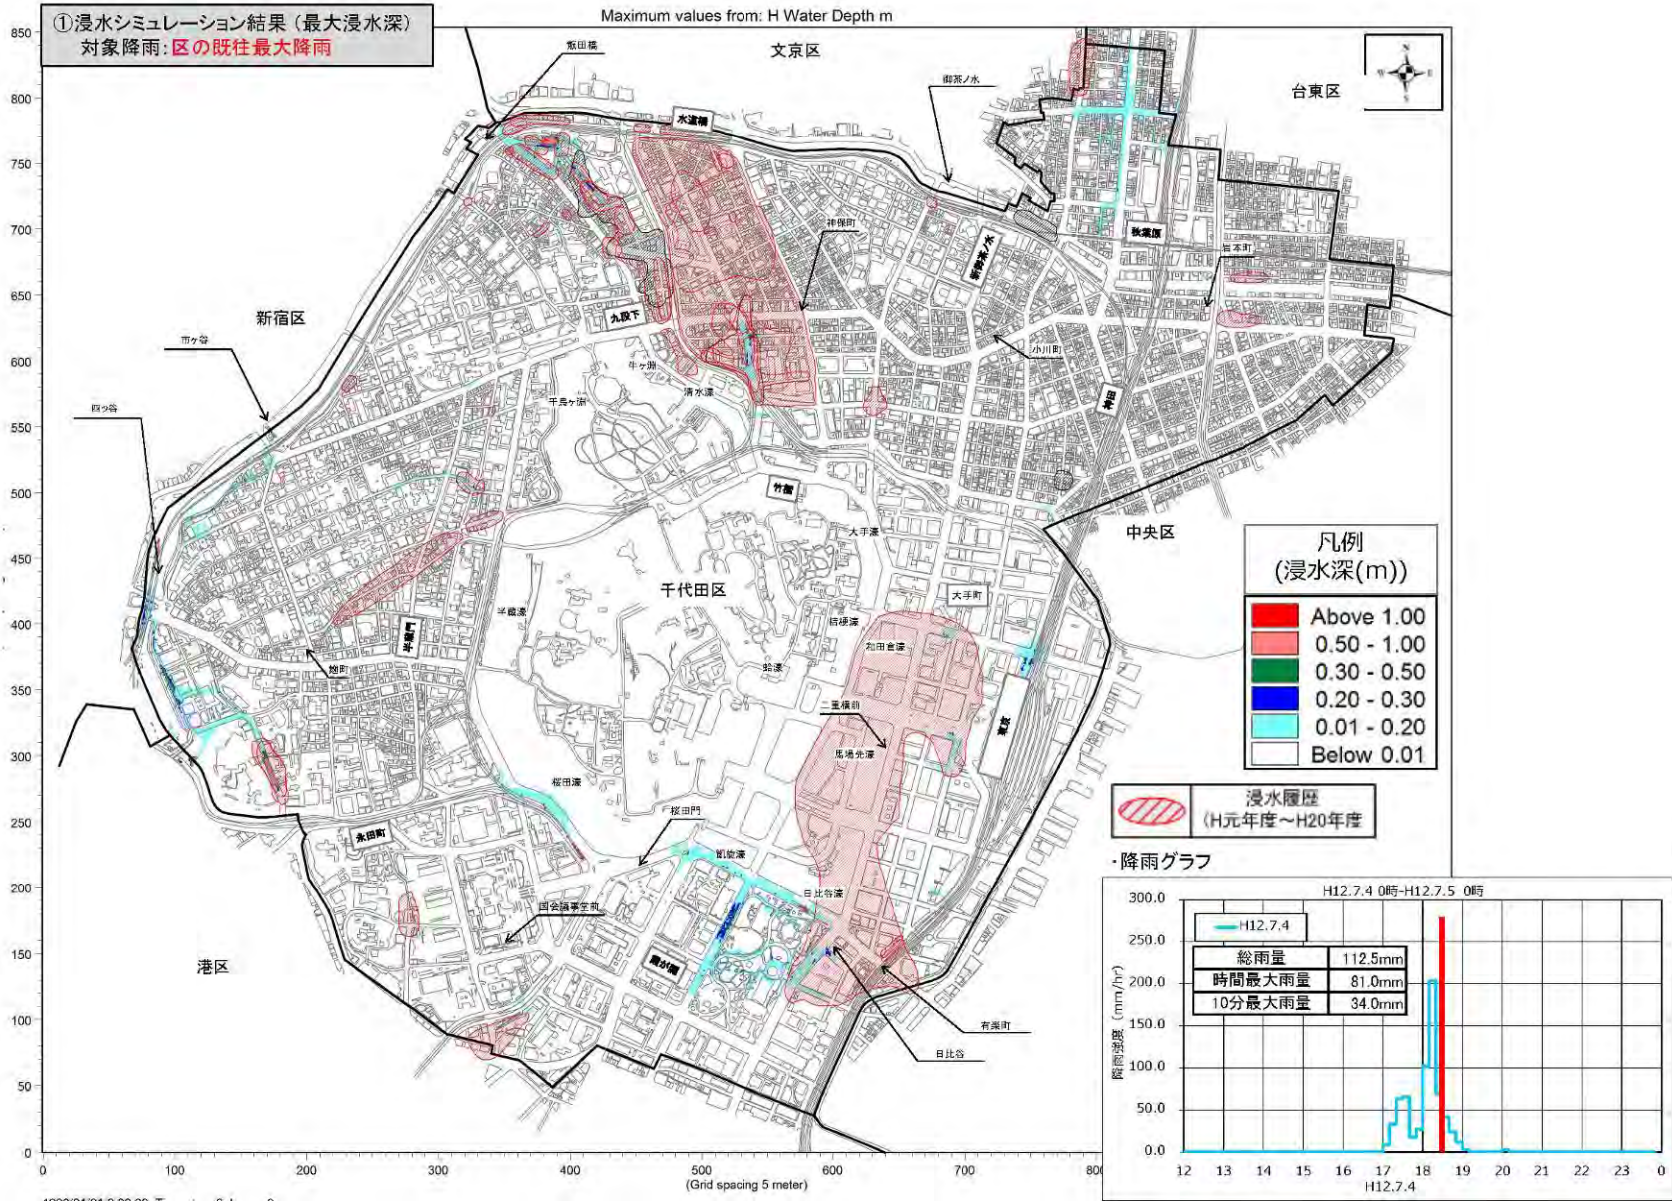 ①浸水シミュレーション結果（最大浸水深）
対象降雨：区の既往最大降雨
Maximum values from: H Water Depth m
文京区
台東区
新宿区
中央区
千代田区
港区
飯田橋
水道橋
御茶ノ水
神保町
新御茶ノ水
秋葉原
岩本町
九段下
小川町
神田
市ヶ谷
四ッ谷
牛ヶ淵
清水濠
千鳥ヶ淵
竹橋
大手濠
大手町
桔梗濠
和田倉濠
蛤濠
半蔵濠
半蔵門
麹町
二重橋前
馬場先濠
東京
桜田濠
桜田門
凱旋濠
日比谷濠
永田町
国会議事堂前
霞が関
有楽町
日比谷
N
W
E
S
凡例
(浸水深(m))
Above 1.00
0.50 - 1.00
0.30 - 0.50
0.20 - 0.30
0.01 - 0.20
Below 0.01
浸水履歴
(H元年度～H20年度
・降雨グラフ
H12.7.4 0時-H12.7.5 0時
H12.7.4
総雨量 112.5mm
時間最大雨量 81.0mm
10分最大雨量 34.0mm
降雨強度 (mm/hr)
300.0
250.0
200.0
150.0
100.0
50.0
0.0
12 13 14 15 16 17 18 19 20 21 22 23 0
H12.7.4
850
800
750
700
650
600
550
500
450
400
350
300
250
200
150
100
50
0
0 100 200 300 400 500 600 700 800
(Grid spacing 5 meter)